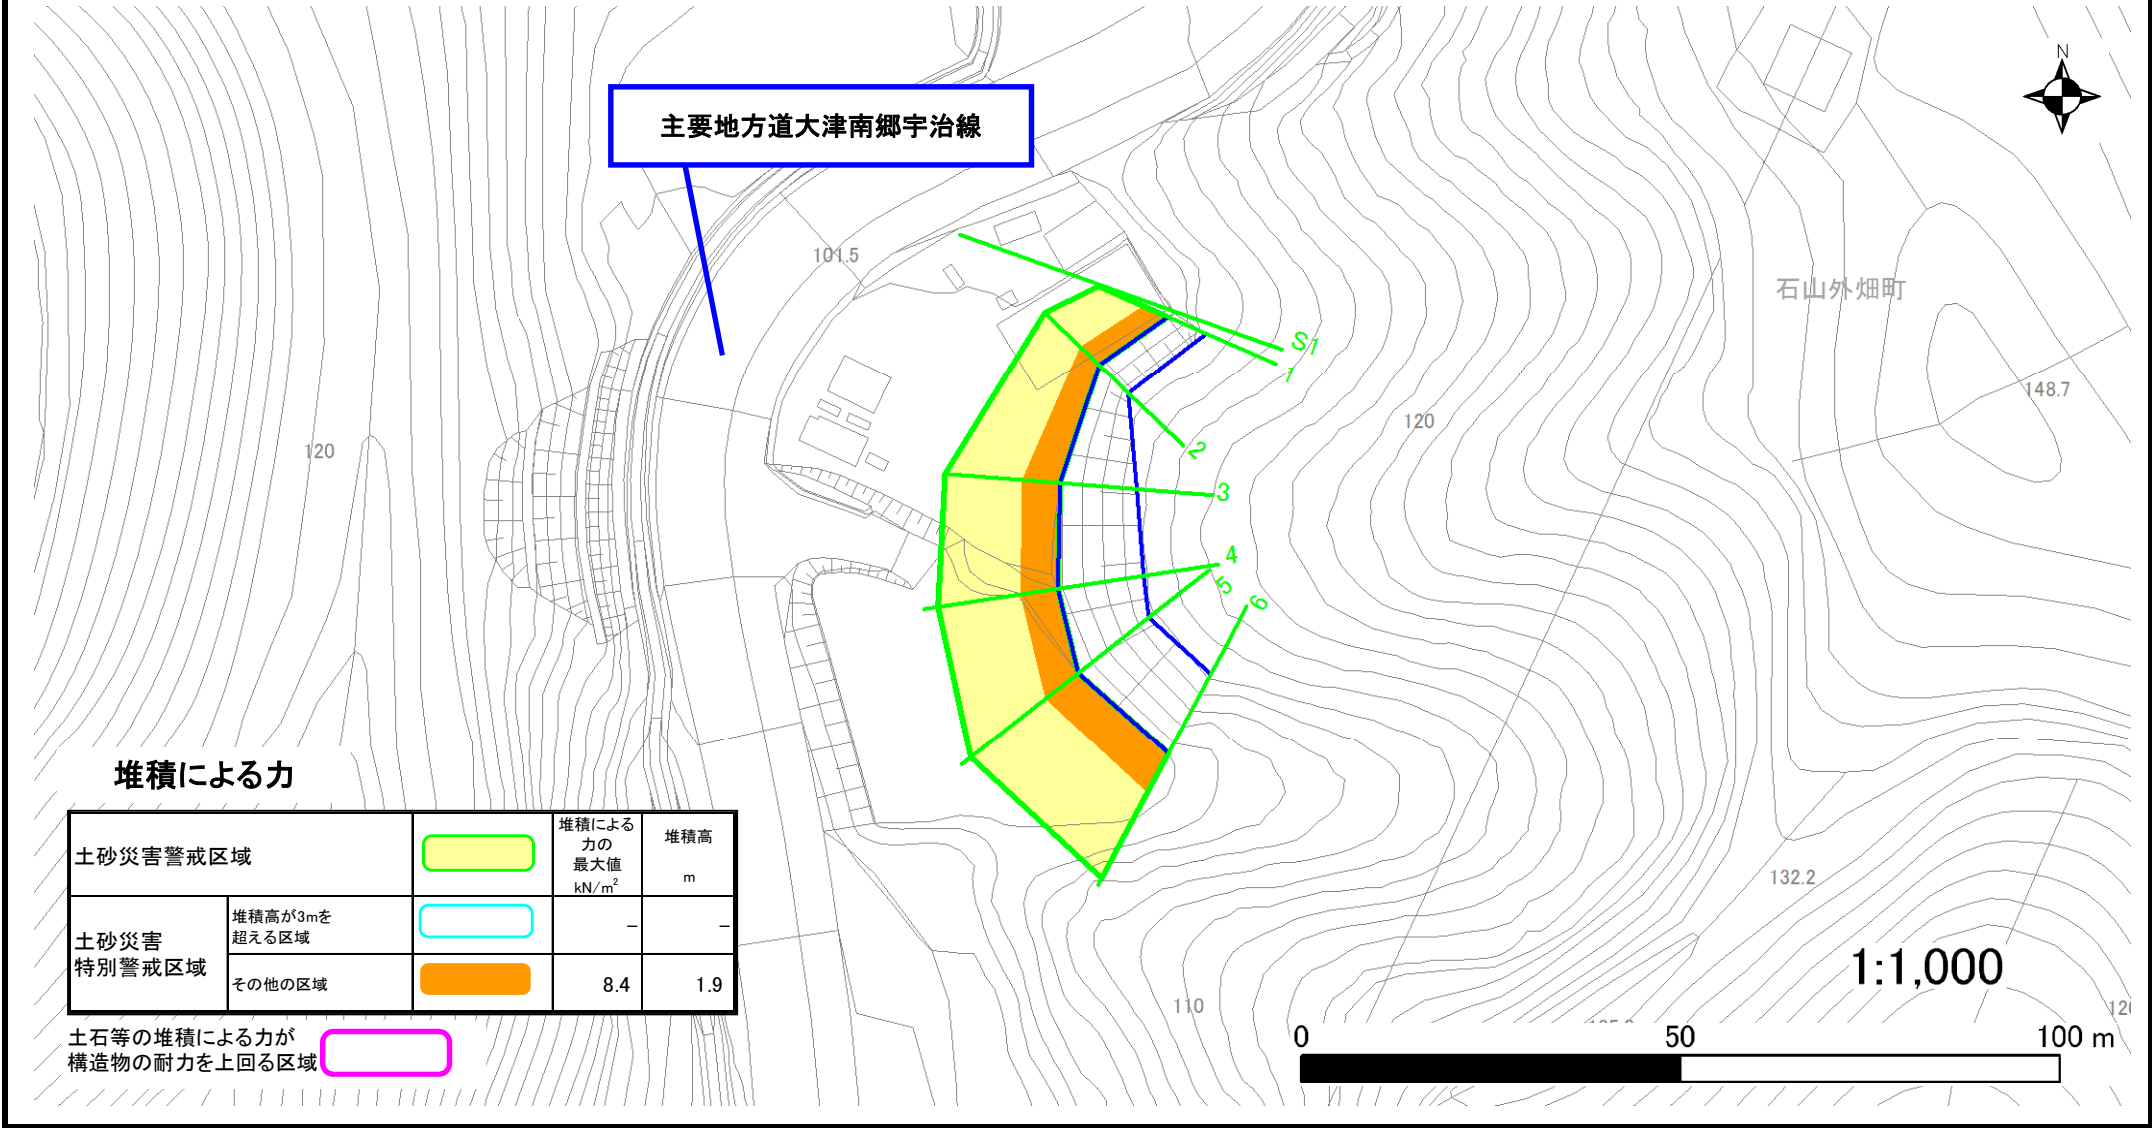 N
主要地方道大津南郷宇治線
101.5
石山外畑町
S1
1
148.7
120
120
2
3
4
5
6
堆積による力
堆積による
力の
最大値
kN/m²
堆積高
m
土砂災害警戒区域
土砂災害
特別警戒区域
堆積高が3mを
超える区域
－
－
その他の区域
8.4
1.9
土石等の堆積による力が
構造物の耐力を上回る区域
132.2
1:1,000
110
0
50
100 m